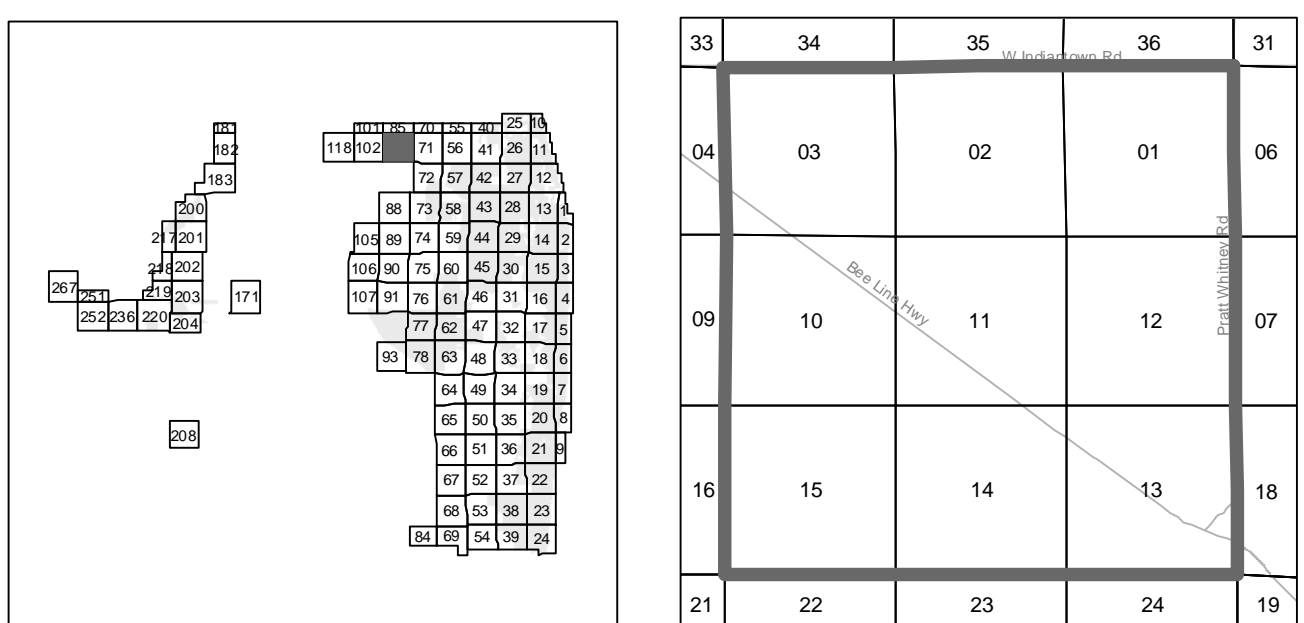 25 10
181 101 85 70 55 40
182 118 102 71 56 41 26 11
183 72 57 42 27 12
200 88 73 58 43 28 13 1
217 201 105 89 74 59 44 29 14 2
218 202 106 90 75 60 45 30 15 3
267 251 219 203 171 107 91 76 61 46 31 16 4
252 236 220 204 77 62 47 32 17 5
93 78 63 48 33 18 6
64 49 34 19 7
208 65 50 35 20 8
66 51 36 21 9
67 52 37 22
68 53 38 23
84 69 54 39 24
33 34 35 36 31
W Indiantown Rd
04 03 02 01 06
Pratt Whitney Rd
Bee Line Hwy
09 10 11 12 07
16 15 14 13 18
21 22 23 24 19